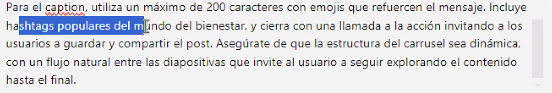 Para el caption, utiliza un máximo de 200 caracteres con emojis que refuercen el mensaje. Incluye
hashtags populares del mundo del bienestar, y cierra con una llamada a la acción invitando a los
usuarios a guardar y compartir el post. Asegúrate de que la estructura del carrusel sea dinámica,
con un flujo natural entre las diapositivas que invite al usuario a seguir explorando el contenido
hasta el final.